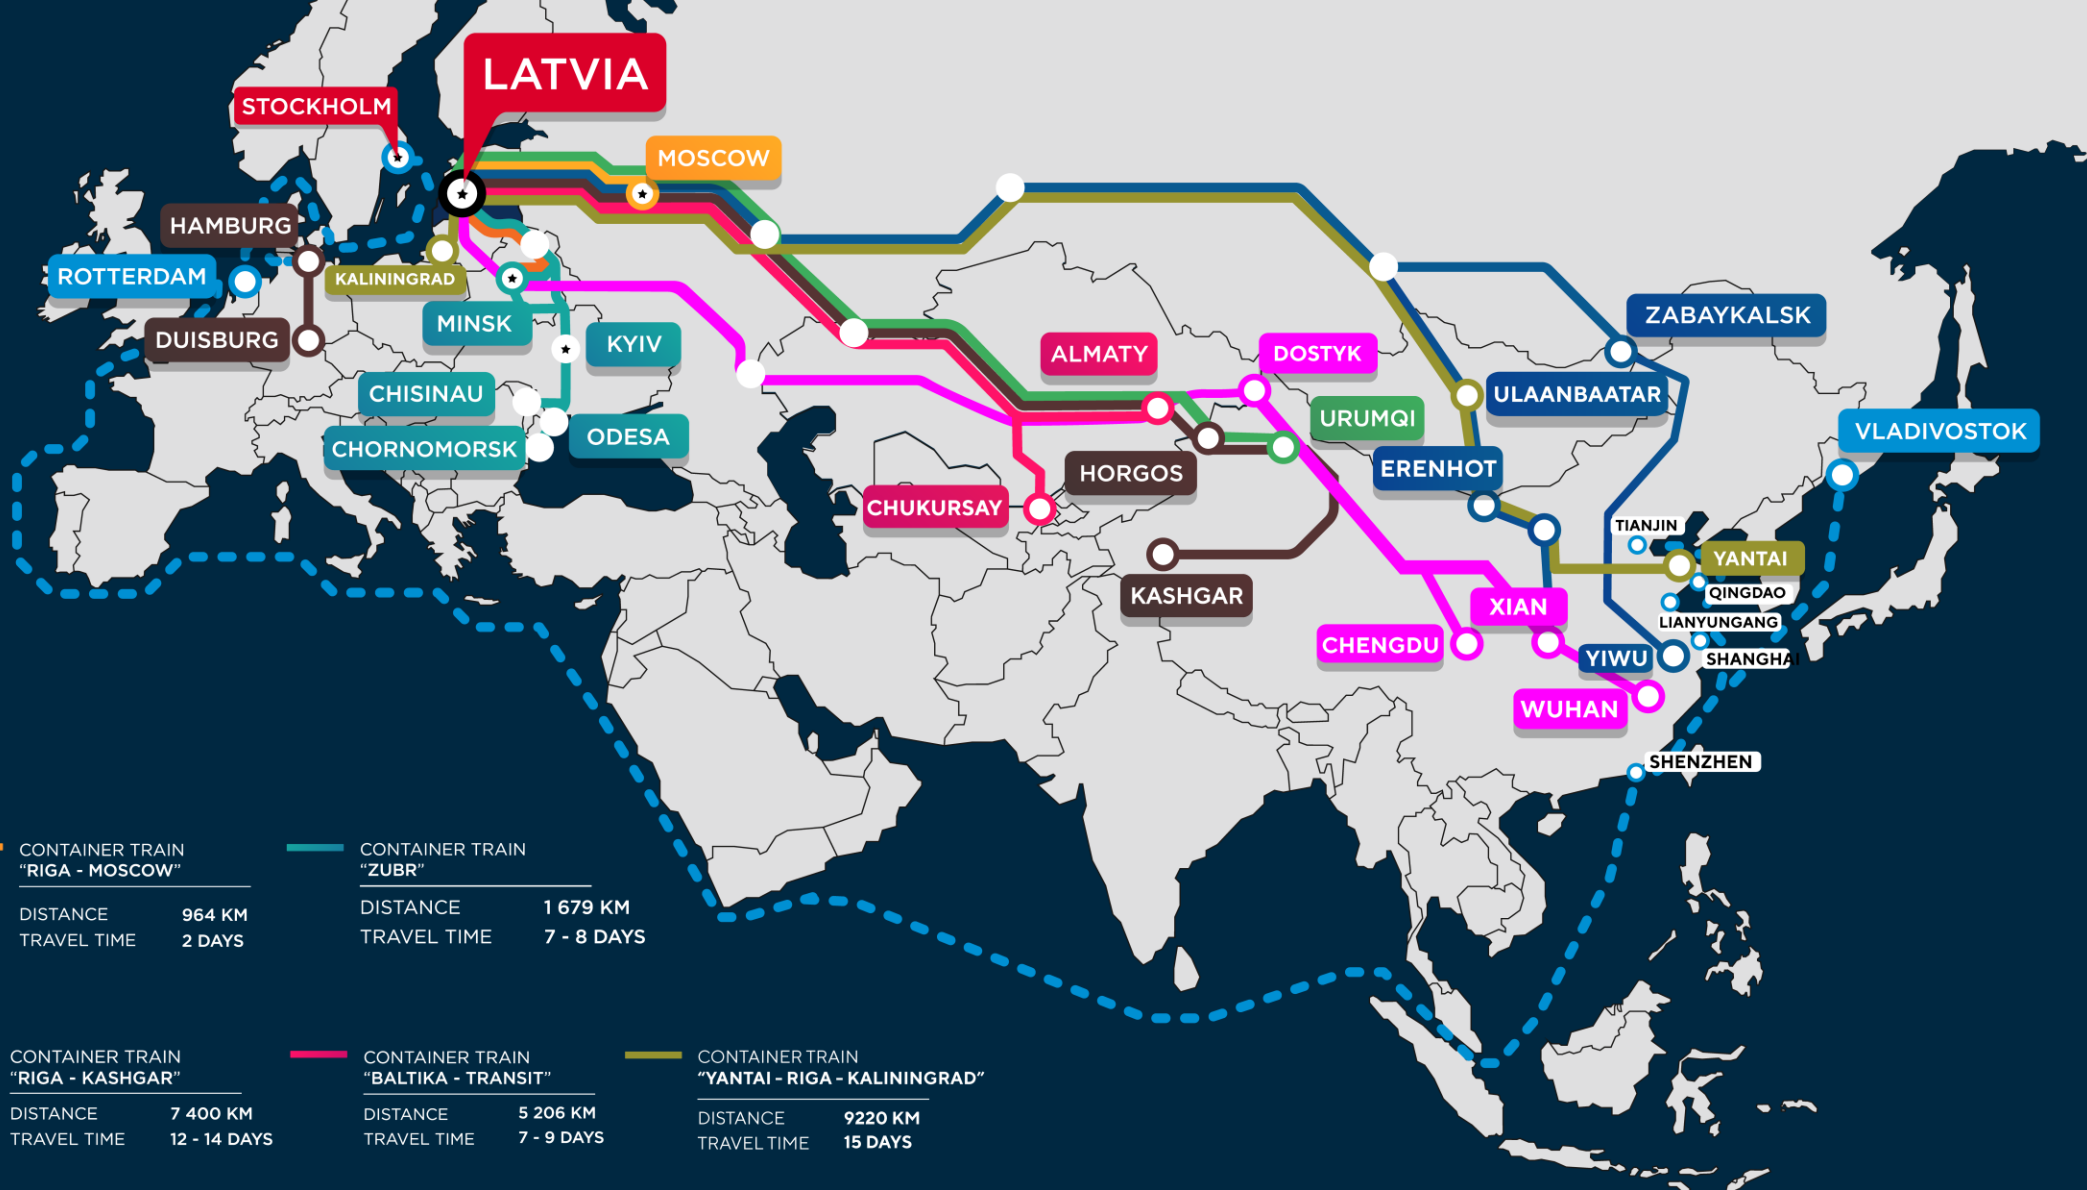 LATVIA
STOCKHOLM
MOSCOW
HAMBURG
ROTTERDAM
KALININGRAD
DUISBURG
MINSK
KYIV
CHISINAU
CHORNOMORSK
ODESA
ALMATY
DOSTYK
ZABAYKALSK
ULAANBAATAR
URUMQI
VLADIVOSTOK
ERENHOT
HORGOS
CHUKURSAY
TIANJIN
YANTAI
KASHGAR
QINGDAO
XIAN
LIANYUNGANG
CHENGDU
YIWU
SHANGHAI
WUHAN
SHENZHEN
CONTAINER TRAIN
“RIGA - MOSCOW”
DISTANCE 964 KM
TRAVEL TIME 2 DAYS
CONTAINER TRAIN
“ZUBR”
DISTANCE 1 679 KM
TRAVEL TIME 7 - 8 DAYS
CONTAINER TRAIN
“RIGA - KASHGAR”
DISTANCE 7 400 KM
TRAVEL TIME 12 - 14 DAYS
CONTAINER TRAIN
“BALTIKA - TRANSIT”
DISTANCE 5 206 KM
TRAVEL TIME 7 - 9 DAYS
CONTAINER TRAIN
“YANTAI - RIGA - KALININGRAD”
DISTANCE 9220 KM
TRAVEL TIME 15 DAYS